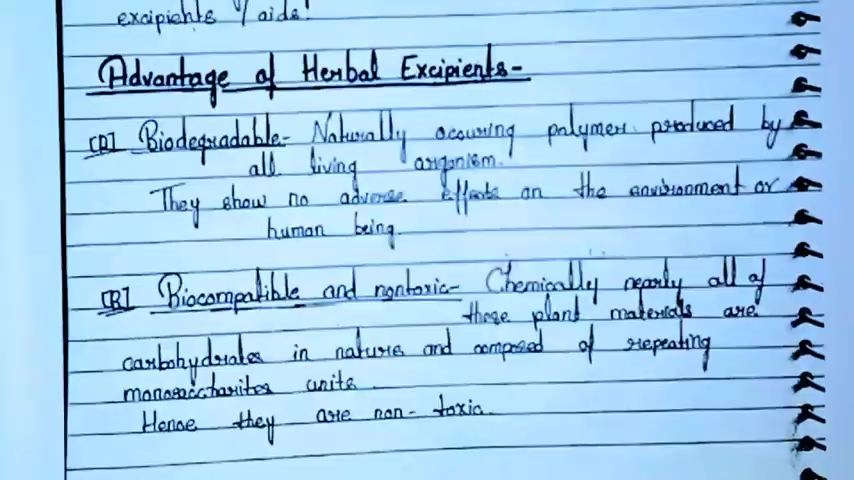 excipients / aids.
Advantage of Herbal Excipients-
[A] Biodegradable- Naturally occuring polymer produced by
all living organism.
They show no adverse effects on the environment or
human being.
[B] Biocompatible and nontoxic- Chemically nearly all of
these plant materials are
carbohydrates in nature and composed of repeating
monosaccharites units.
Hence they are non-toxic.